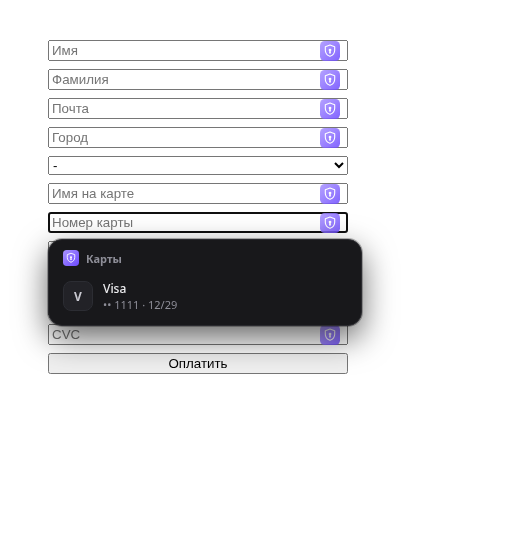 Имя
Фамилия
Почта
Город
-
Имя на карте
Номер карты
Карты
V
Visa
•• 1111 · 12/29
CVC
Оплатить